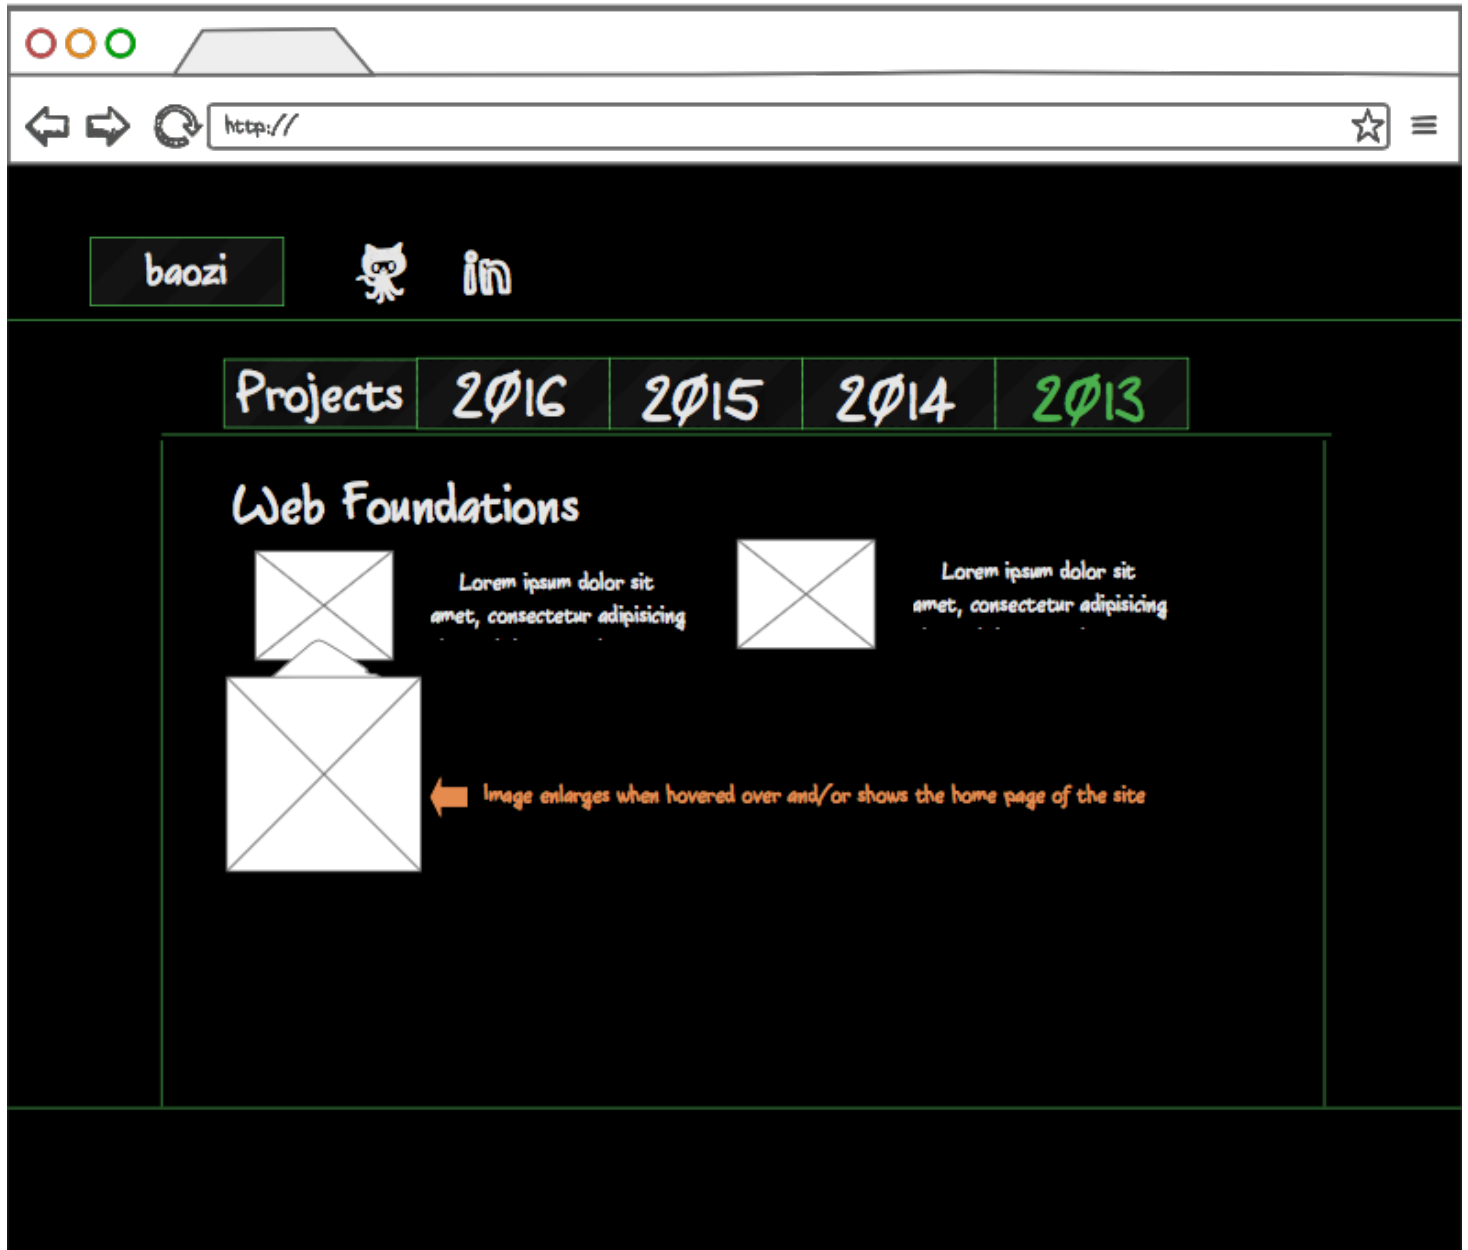 http://
baozi
in
Projects 2016 2015 2014 2013
Web Foundations
Lorem ipsum dolor sit
amet, consectetur adipisicing
Lorem ipsum dolor sit
amet, consectetur adipisicing
Image enlarges when hovered over and/or shows the home page of the site